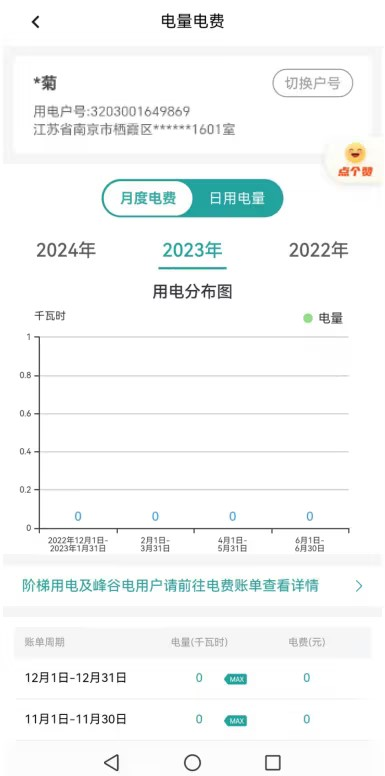 电量电费
*菊
切换户号
用电户号:3203001649869
江苏省南京市栖霞区******1601室
点个赞
月度电费 日用电量
2024年 2023年 2022年
用电分布图
千瓦时 电量
1
0.8
0.6
0.4
0.2
0
0 0 0 0
2022年12月1日- 2月1日- 4月1日- 6月1日-
2023年1月31日 3月31日 5月31日 6月30日
阶梯用电及峰谷电用户请前往电费账单查看详情
账单周期 电量(千瓦时) 电费(元)
12月1日-12月31日 0 MAX 0
11月1日-11月30日 0 MAX 0